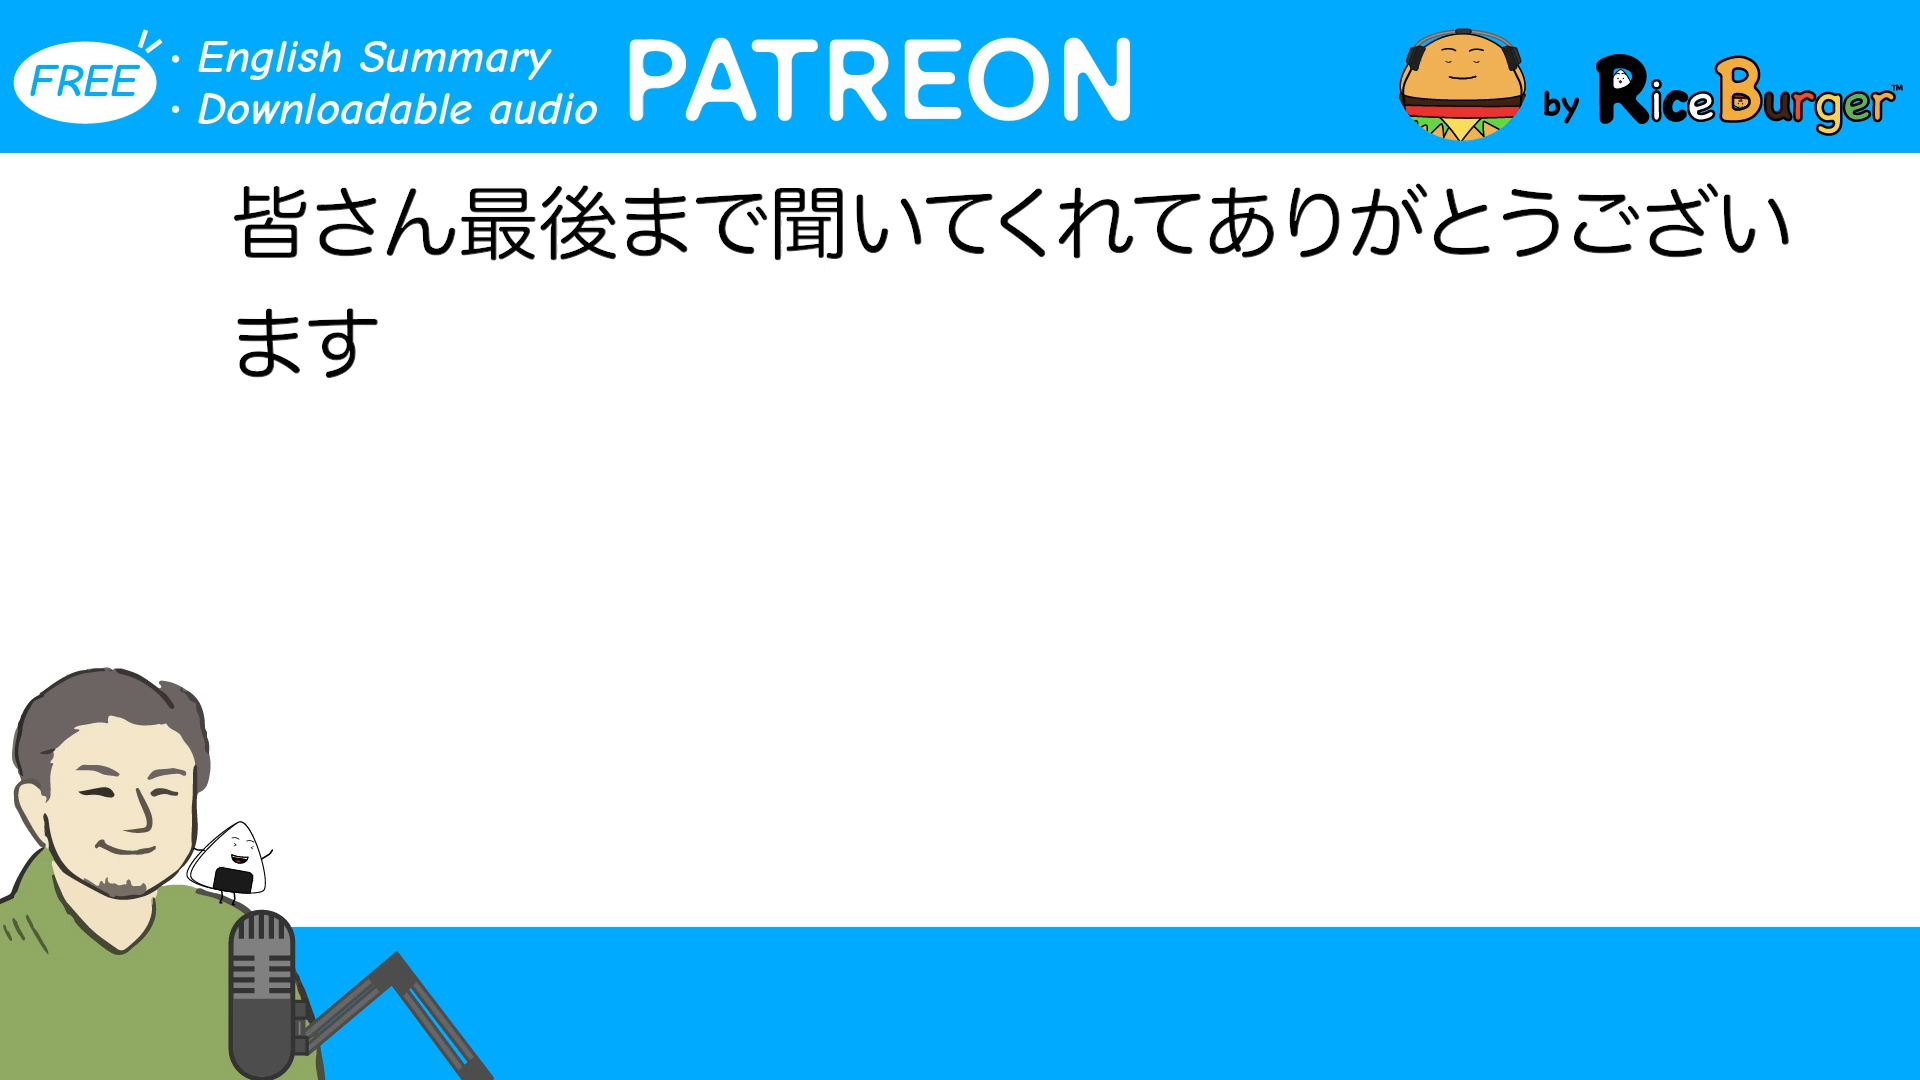 FREE
・English Summary
・Downloadable audio
PATREON
by RiceBurger™
皆さん最後まで聞いてくれてありがとうござい
ます